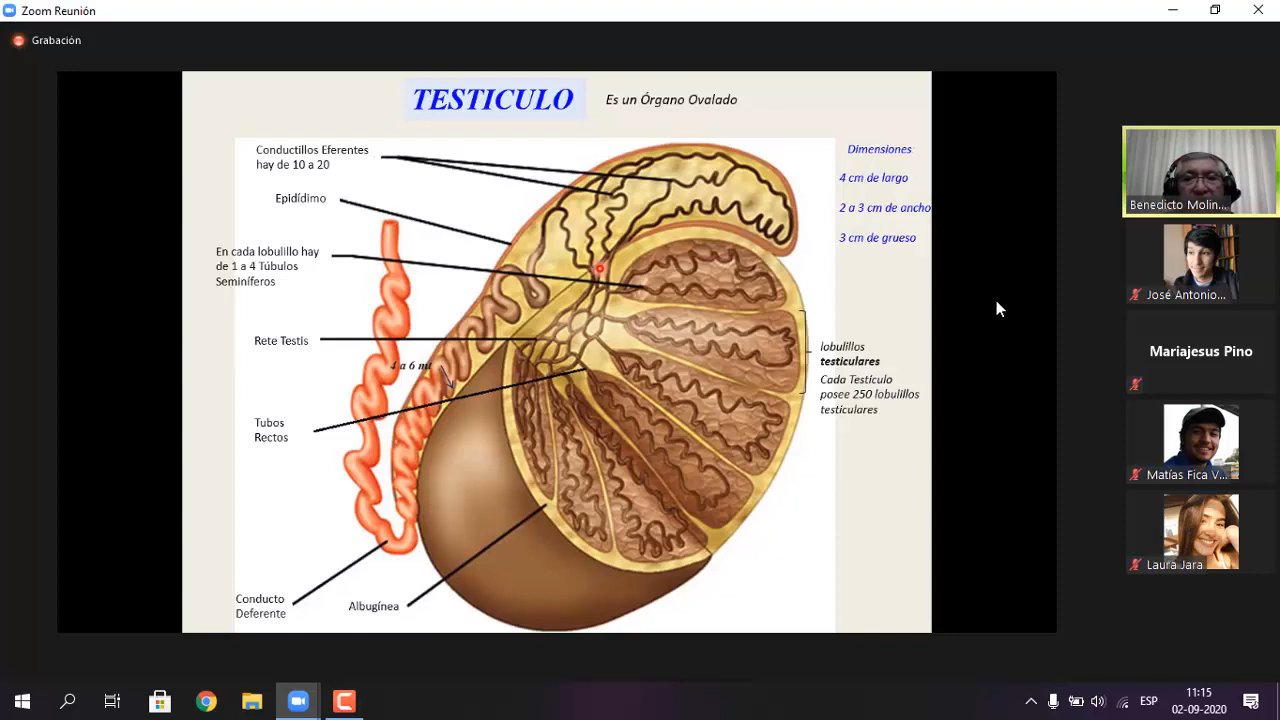 Zoom Reunión
Grabación
TESTICULO
Es un Órgano Ovalado
Conductillos Eferentes
hay de 10 a 20
Epidídimo
En cada lobulillo hay
de 1 a 4 Túbulos
Seminíferos
Rete Testis
4 a 6 mt
Tubos
Rectos
Conducto
Deferente
Albugínea
Dimensiones
4 cm de largo
2 a 3 cm de ancho
3 cm de grueso
lobulillos
testiculares
Cada Testículo
posee 250 lobulillos
testiculares
Benedicto Molin...
José Antonio...
Mariajesus Pino
Matías Fica V...
Laura Jara
ESP
11:15
02-09-2020